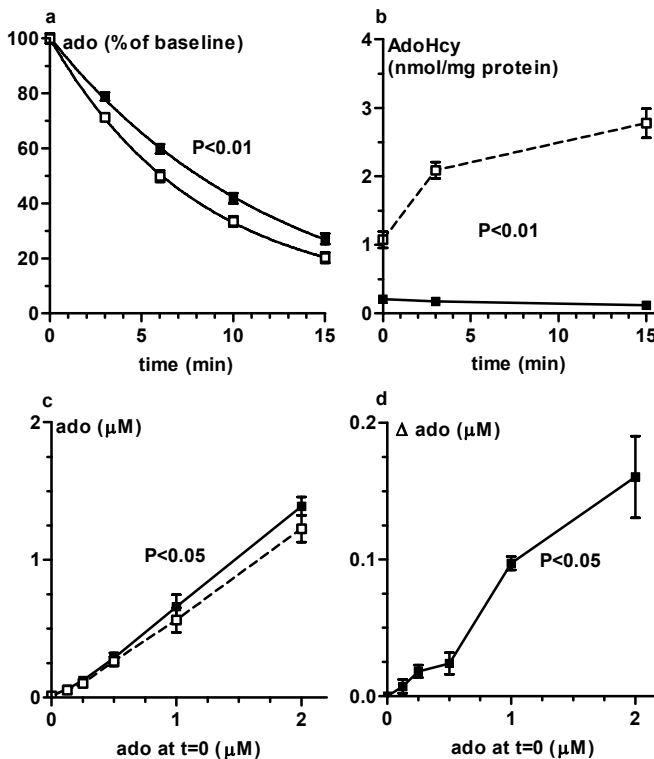 a
ado (%of baseline)
100
80
60
40
20
0
P<0.01
0
5
10
15
time (min)
b
AdoHcy
(nmol/mg protein)
4
3
2
1
0
P<0.01
0
5
10
15
time (min)
c
ado (μM)
2
1
0
P<0.05
0
1
2
ado at t=0 (μM)
d
Δ ado (μM)
0.2
0.1
0.0
P<0.05
0
1
2
ado at t=0 (μM)